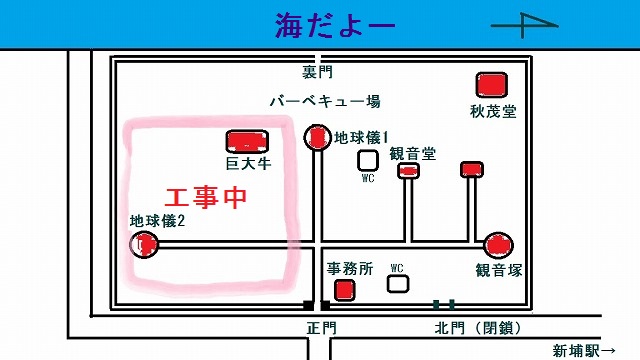 海だよー
裏門
バーベキュー場
秋茂堂
地球儀1
観音堂
WC
巨大牛
工事中
地球儀2
事務所
WC
観音塚
正門
北門(閉鎖)
新埔駅→